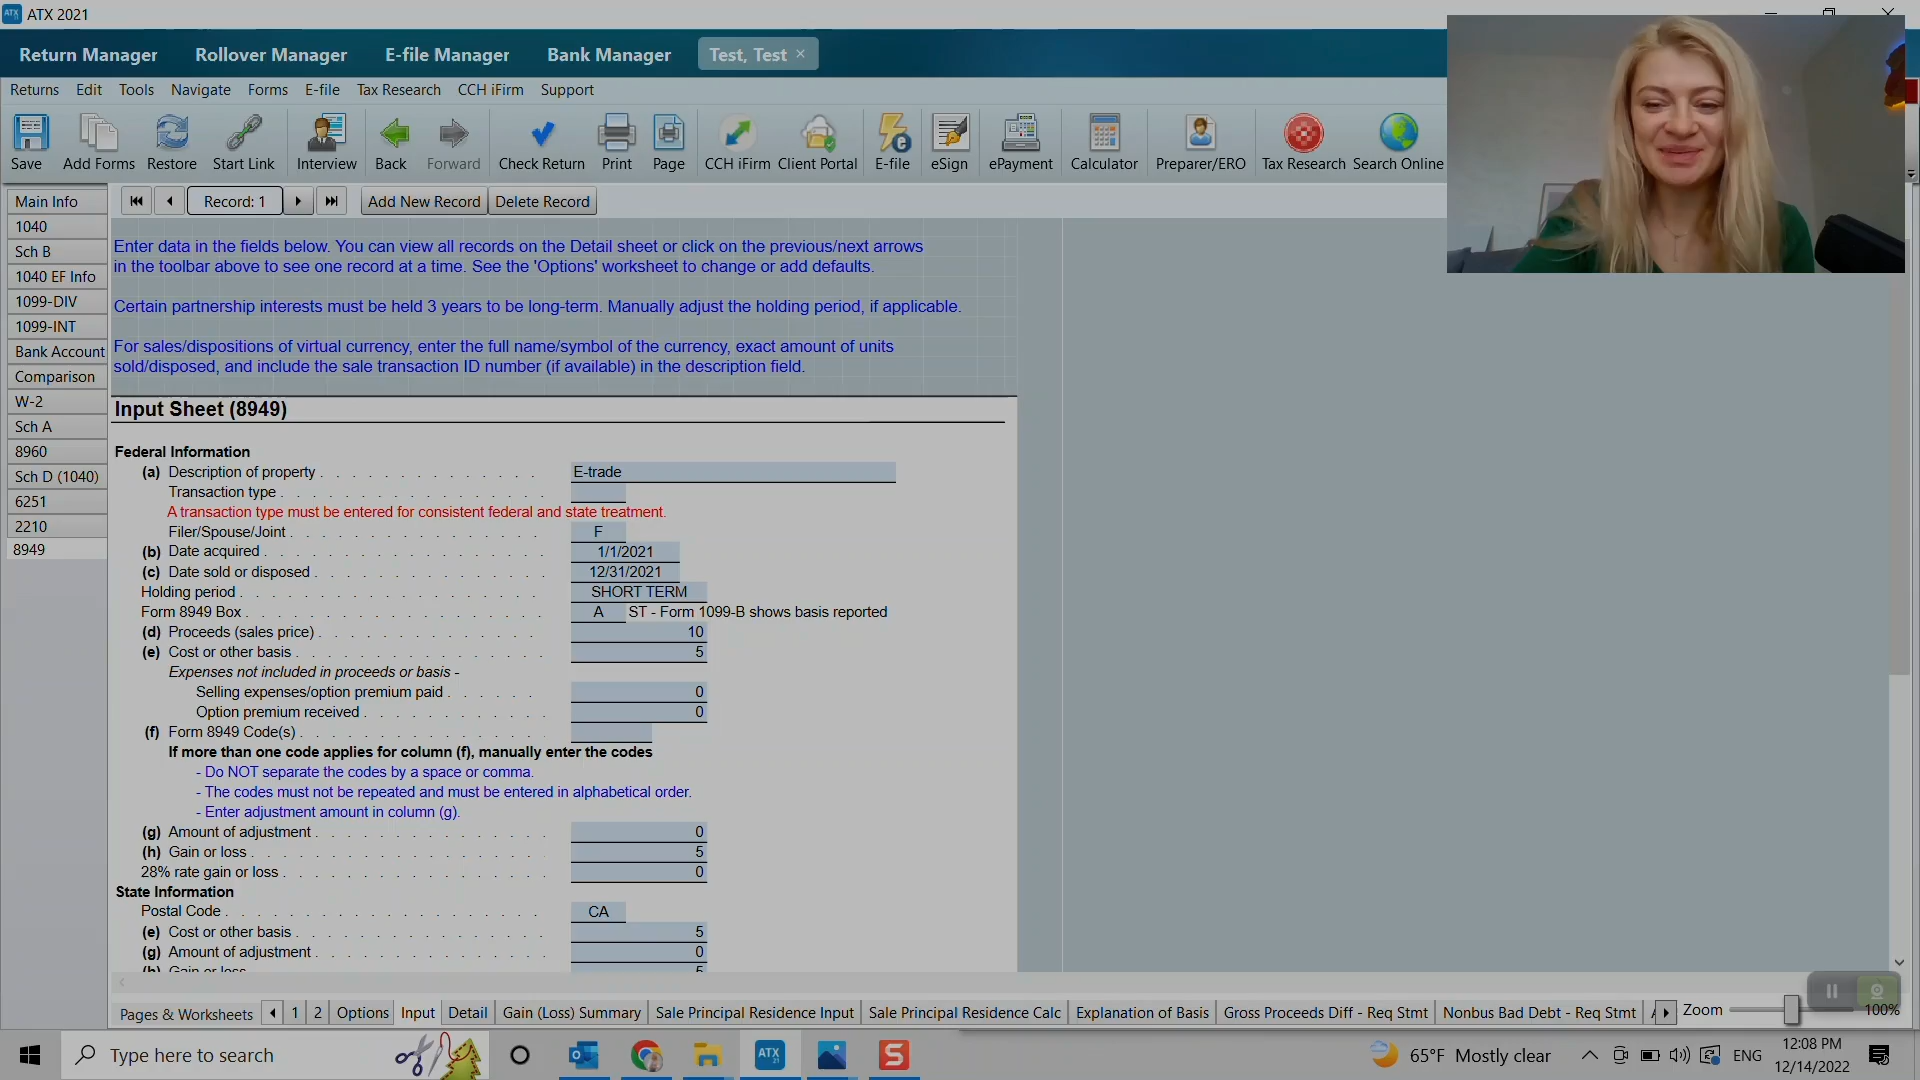 ATX 2021
Return Manager Rollover Manager E-file Manager Bank Manager Test, Test ×
Returns Edit Tools Navigate Forms E-file Tax Research CCH iFirm Support
Save Add Forms Restore Start Link Interview Back Forward Check Return Print Page CCH iFirm Client Portal E-file eSign ePayment Calculator Preparer/ERO Tax Research Search Online
Main Info
1040
Sch B
1040 EF Info
1099-DIV
1099-INT
Bank Account
Comparison
W-2
Sch A
8960
Sch D (1040)
6251
2210
8949
Record: 1 Add New Record Delete Record
Enter data in the fields below. You can view all records on the Detail sheet or click on the previous/next arrows
in the toolbar above to see one record at a time. See the 'Options' worksheet to change or add defaults.
Certain partnership interests must be held 3 years to be long-term. Manually adjust the holding period, if applicable.
For sales/dispositions of virtual currency, enter the full name/symbol of the currency, exact amount of units
sold/disposed, and include the sale transaction ID number (if available) in the description field.
Input Sheet (8949)
Federal Information
(a) Description of property E-trade
Transaction type
A transaction type must be entered for consistent federal and state treatment.
Filer/Spouse/Joint F
(b) Date acquired 1/1/2021
(c) Date sold or disposed 12/31/2021
Holding period SHORT TERM
Form 8949 Box A ST - Form 1099-B shows basis reported
(d) Proceeds (sales price) 10
(e) Cost or other basis 5
Expenses not included in proceeds or basis -
Selling expenses/option premium paid 0
Option premium received 0
(f) Form 8949 Code(s)
If more than one code applies for column (f), manually enter the codes
- Do NOT separate the codes by a space or comma.
- The codes must not be repeated and must be entered in alphabetical order.
- Enter adjustment amount in column (g).
(g) Amount of adjustment 0
(h) Gain or loss 5
28% rate gain or loss 0
State Information
Postal Code CA
(e) Cost or other basis 5
(g) Amount of adjustment 0
(h) Gain or loss 5
Pages & Worksheets 1 2 Options Input Detail Gain (Loss) Summary Sale Principal Residence Input Sale Principal Residence Calc Explanation of Basis Gross Proceeds Diff - Req Stmt Nonbus Bad Debt - Req Stmt Zoom 100%
Type here to search
65°F Mostly clear ENG 12:08 PM
12/14/2022